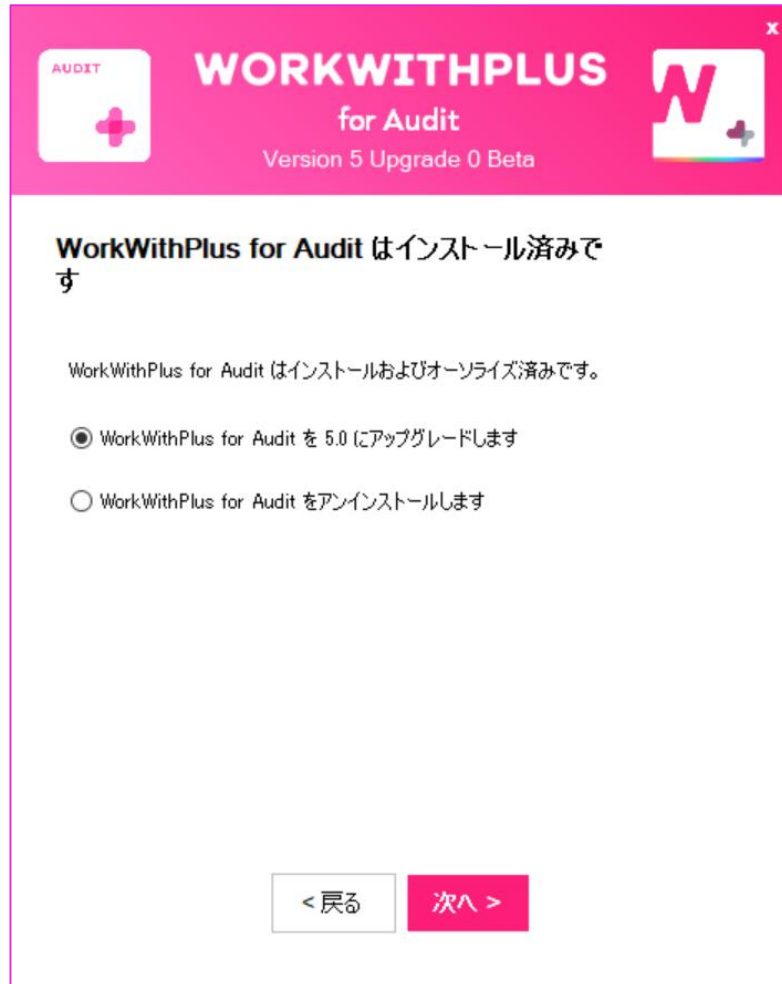 x
AUDIT
WORKWITHPLUS
for Audit
Version 5 Upgrade 0 Beta
WorkWithPlus for Audit はインストール済みで
す
WorkWithPlus for Audit はインストールおよびオーソライズ済みです。
WorkWithPlus for Audit を 5.0 にアップグレードします
WorkWithPlus for Audit をアンインストールします
< 戻る
次へ >